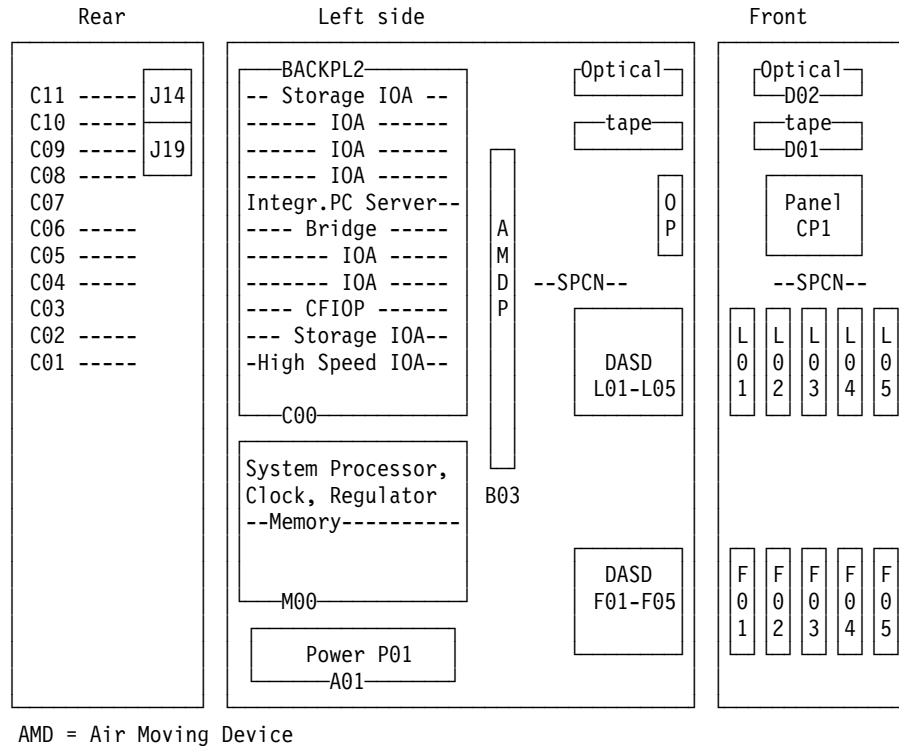 Rear Left side Front
BACKPL2 Optical Optical
C11 ----- J14 -- Storage IOA -- D02
C10 ----- ------ IOA ----- tape tape
C09 ----- J19 ------ IOA ----- D01
C08 ----- ------ IOA -----
C07 Integr.PC Server-- O Panel
C06 ----- ---- Bridge ----- A P CP1
C05 ----- ------- IOA ----- M
C04 ----- ------ IOA ----- D --SPCN-- --SPCN--
C03 ---- CFIOP ------ P
C02 ----- --- Storage IOA-- L L L L L
C01 ----- -High Speed IOA-- DASD 0 0 0 0 0
L01-L05 1 2 3 4 5
C00
System Processor,
Clock, Regulator B03
--Memory----------
DASD F F F F F
M00 F01-F05 0 0 0 0 0
1 2 3 4 5
Power P01
A01
AMD = Air Moving Device